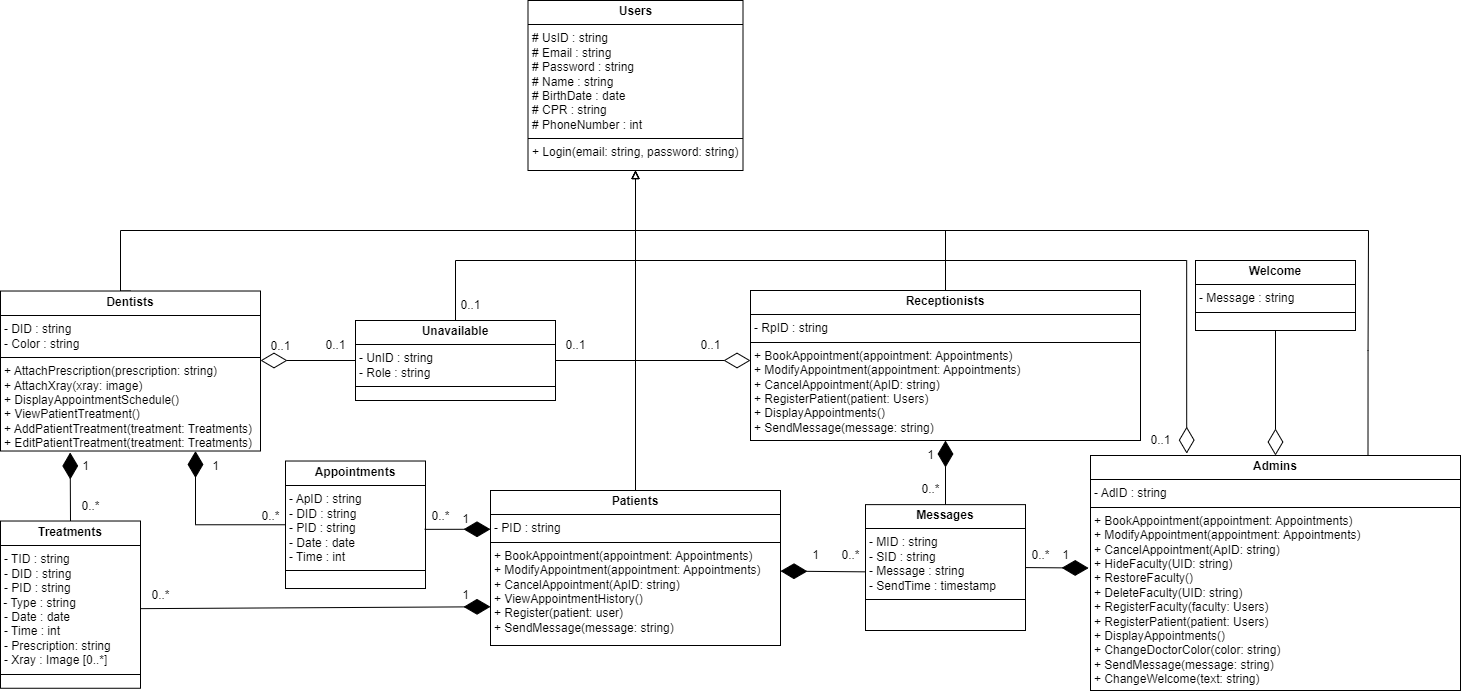 Users
# UsID : string
# Email : string
# Password : string
# Name : string
# BirthDate : date
# CPR : string
# PhoneNumber : int
+ Login(email: string, password: string)
Dentists
- DID : string
- Color : string
+ AttachPrescription(prescription: string)
+ AttachXray(xray: image)
+ DisplayAppointmentSchedule()
+ ViewPatientTreatment()
+ AddPatientTreatment(treatment: Treatments)
+ EditPatientTreatment(treatment: Treatments)
0..1
0..1
0..1
Unavailable
- UnID : string
- Role : string
0..1
0..1
Receptionists
- RpID : string
+ BookAppointment(appointment: Appointments)
+ ModifyAppointment(appointment: Appointments)
+ CancelAppointment(ApID: string)
+ RegisterPatient(patient: Users)
+ DisplayAppointments()
+ SendMessage(message: string)
Welcome
- Message : string
0..1
1
0..*
1
0..*
Treatments
- TID : string
- DID : string
- PID : string
- Type : string
- Date : date
- Time : int
- Prescription: string
- Xray : Image [0..*]
Appointments
- ApID : string
- DID : string
- PID : string
- Date : date
- Time : int
0..*
1
0..*
1
Patients
- PID : string
+ BookAppointment(appointment: Appointments)
+ ModifyAppointment(appointment: Appointments)
+ CancelAppointment(ApID: string)
+ ViewAppointmentHistory()
+ Register(patient: user)
+ SendMessage(message: string)
1
0..*
1
0..*
Messages
- MID : string
- SID : string
- Message : string
- SendTime : timestamp
0..*
1
Admins
- AdID : string
+ BookAppointment(appointment: Appointments)
+ ModifyAppointment(appointment: Appointments)
+ CancelAppointment(ApID: string)
+ HideFaculty(UID: string)
+ RestoreFaculty()
+ DeleteFaculty(UID: string)
+ RegisterFaculty(faculty: Users)
+ RegisterPatient(patient: Users)
+ DisplayAppointments()
+ ChangeDoctorColor(color: string)
+ SendMessage(message: string)
+ ChangeWelcome(text: string)